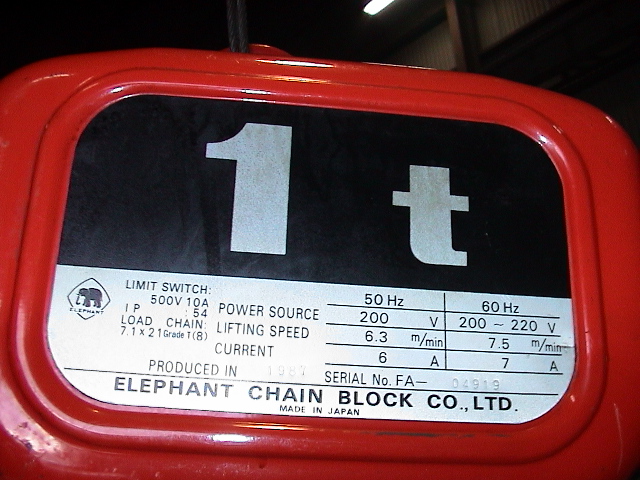 1 t
ELEPHANT
LIMIT SWITCH:
500V 10A
IP :54
LOAD CHAIN:
7.1 × 21 Grade T(8)
50 Hz 60 Hz
POWER SOURCE 200 V 200 ~ 220 V
LIFTING SPEED 6.3 m/min 7.5 m/min
CURRENT 6 A 7 A
PRODUCED IN 1987 SERIAL No. FA- 04919
ELEPHANT CHAIN BLOCK CO., LTD.
MADE IN JAPAN